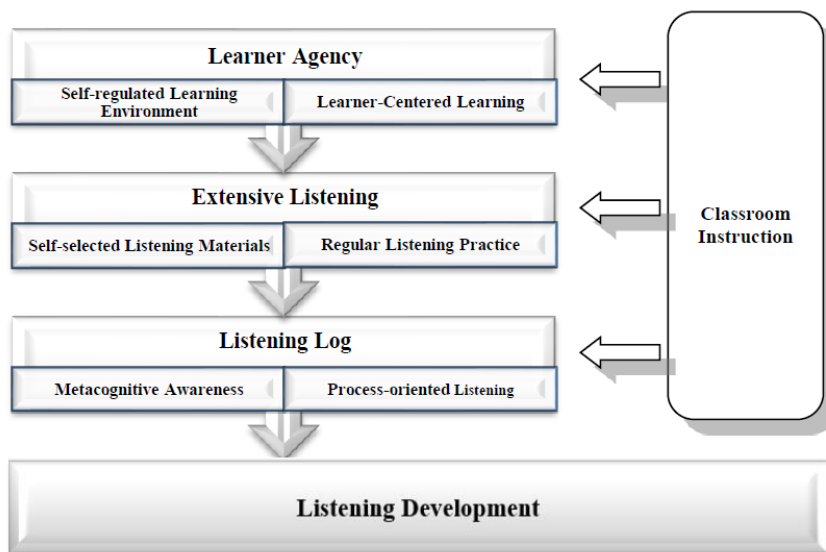 Learner Agency
Self-regulated Learning
Environment
Learner-Centered Learning
Extensive Listening
Self-selected Listening Materials
Regular Listening Practice
Listening Log
Metacognitive Awareness
Process-oriented Listening
Listening Development
Classroom
Instruction